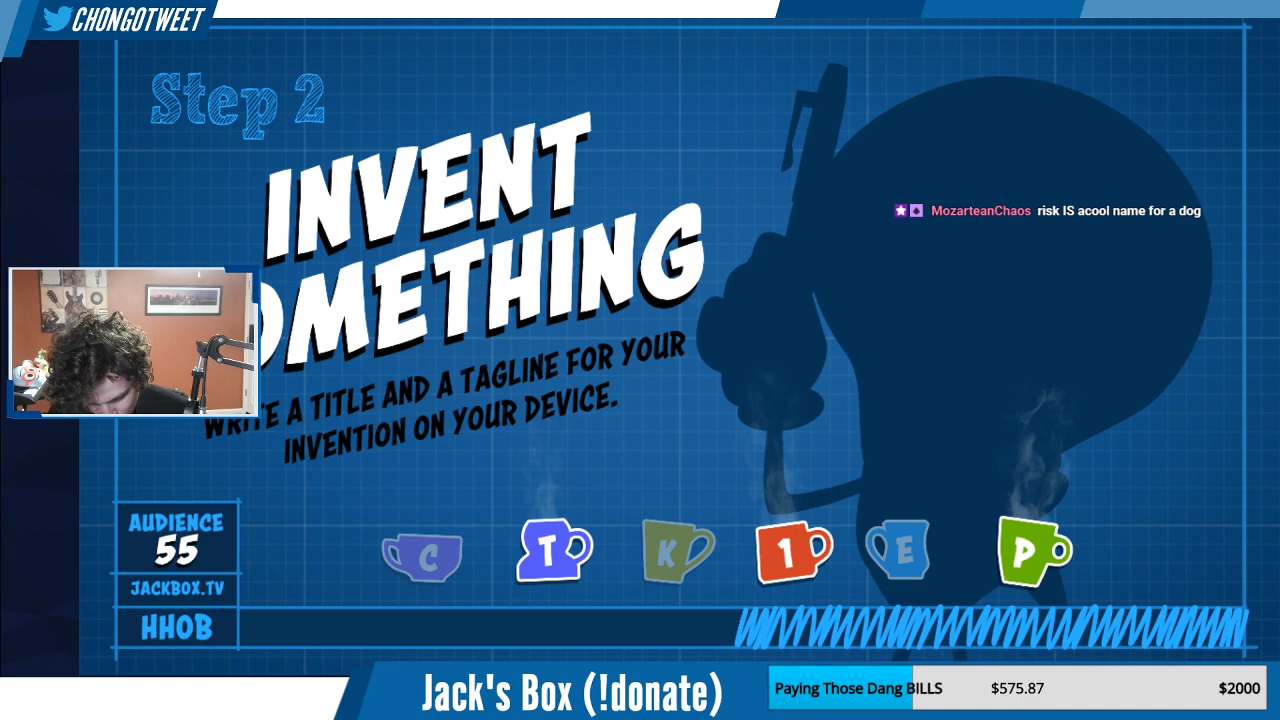 CHONGOTWEET
Step 2
INVENT
OMETHING
WRITE A TITLE AND A TAGLINE FOR YOUR
INVENTION ON YOUR DEVICE.
MozarteanChaos risk IS acool name for a dog
AUDIENCE
55
JACKBOX.TV
HHOB
C T K 1 E P
Jack's Box (!donate)
Paying Those Dang BILLS $575.87 $2000